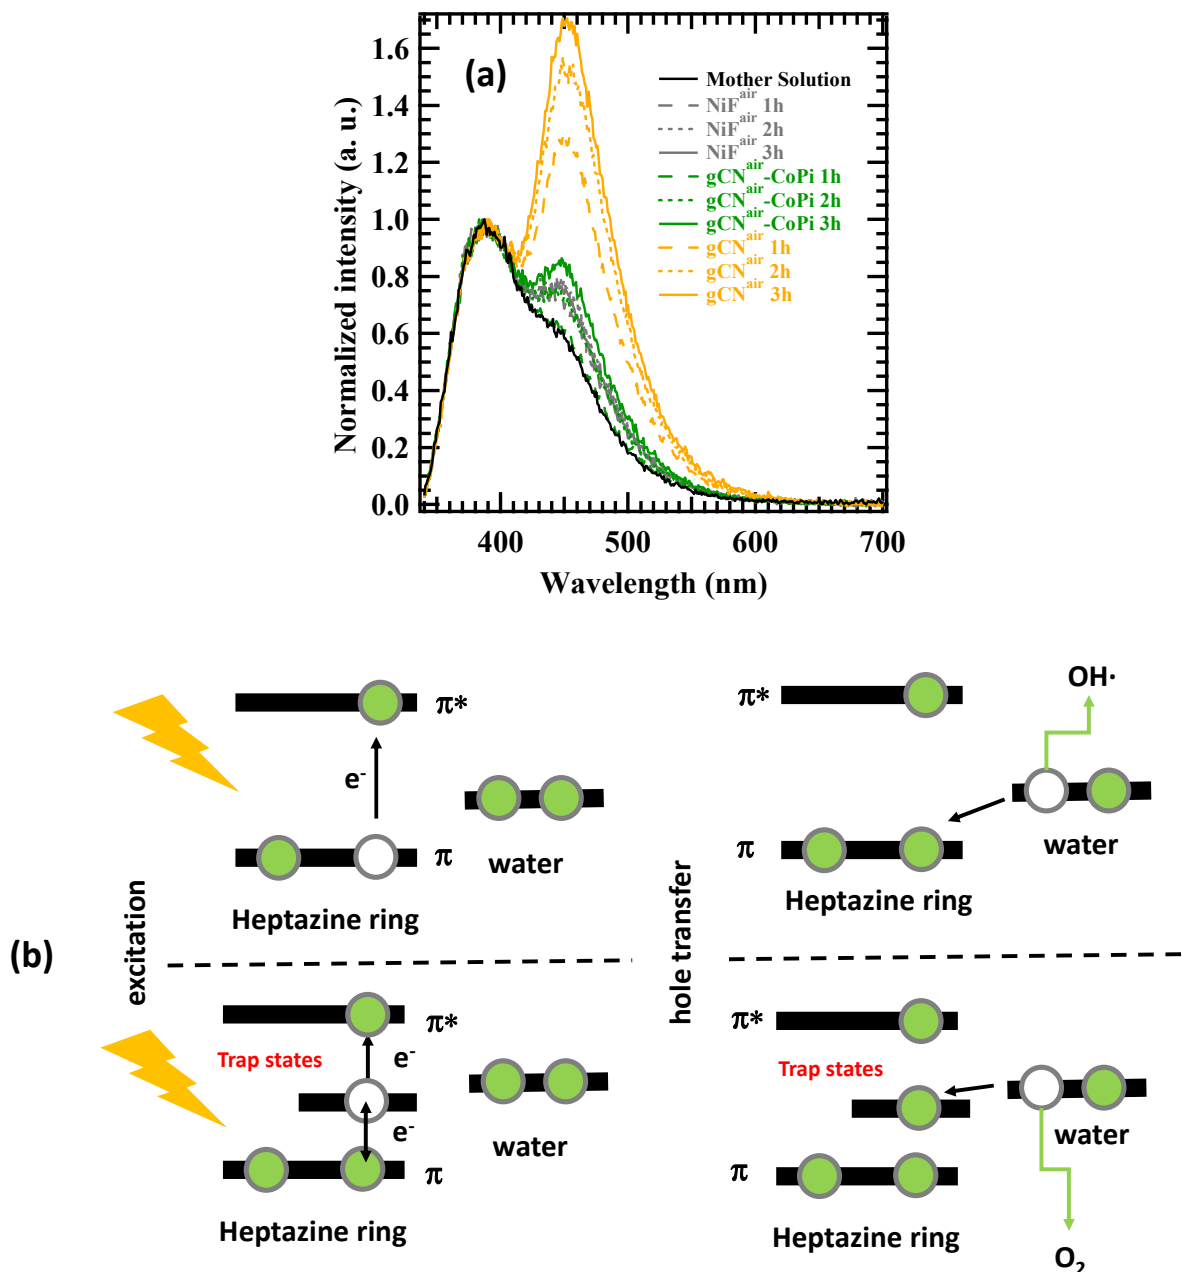 (a)
Mother Solution
NiF^air 1h
NiF^air 2h
NiF^air 3h
gCN^air-CoPi 1h
gCN^air-CoPi 2h
gCN^air-CoPi 3h
gCN^air 1h
gCN^air 2h
gCN^air 3h
Normalized intensity (a. u.)
1.6
1.4
1.2
1.0
0.8
0.6
0.4
0.2
0.0
400 500 600 700
Wavelength (nm)
(b)
excitation
π*
e-
π
water
Heptazine ring
hole transfer
π*
OH·
π
water
Heptazine ring
π*
Trap states
e-
e-
water
π
Heptazine ring
π*
Trap states
water
π
Heptazine ring
O₂